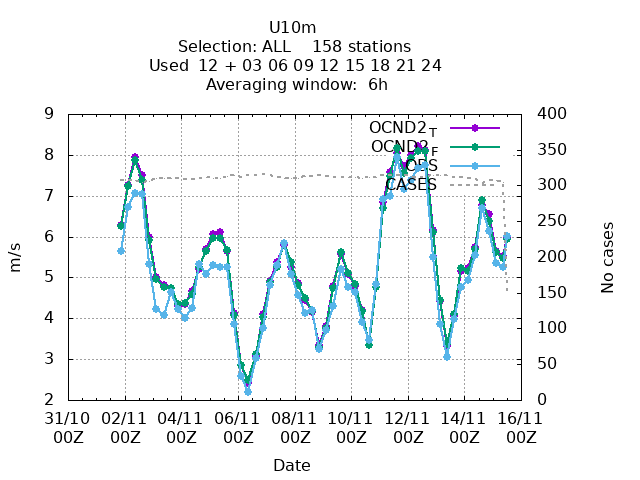 U10m
Selection: ALL    158 stations
Used  12 + 03 06 09 12 15 18 21 24
Averaging window:  6h
9
8
7
6
5
4
3
2
400
350
300
250
200
150
100
50
0
m/s
No cases
OCND2 T
OCND2 F
OBS
CASES
31/10 02/11 04/11 06/11 08/11 10/11 12/11 14/11 16/11
00Z 00Z 00Z 00Z 00Z 00Z 00Z 00Z 00Z
Date